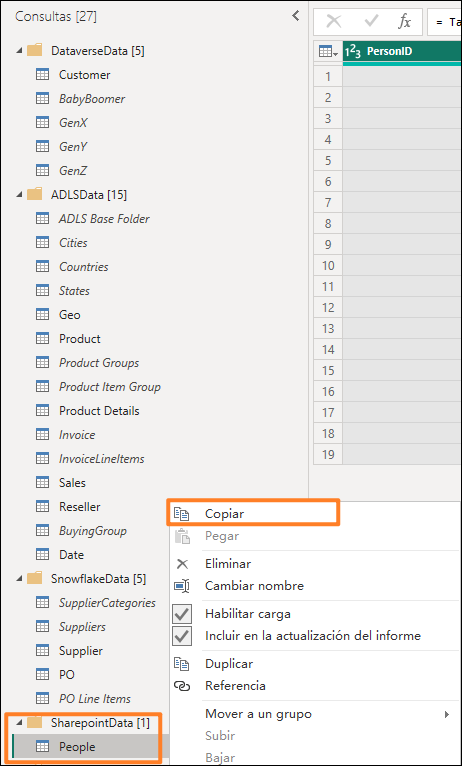 Consultas [27]
DataverseData [5]
Customer
BabyBoomer
GenX
GenY
GenZ
ADLSData [15]
ADLS Base Folder
Cities
Countries
States
Geo
Product
Product Groups
Product Item Group
Product Details
Invoice
InvoiceLineItems
Sales
Reseller
BuyingGroup
Date
SnowflakeData [5]
SupplierCategories
Suppliers
Supplier
PO
PO Line Items
SharepointData [1]
People
fx
= Ta
1²3 PersonID
1
2
3
4
5
6
7
8
9
10
11
12
13
14
15
16
17
18
19
Copiar
Pegar
Eliminar
Cambiar nombre
Habilitar carga
Incluir en la actualización del informe
Duplicar
Referencia
Mover a un grupo
Subir
Bajar